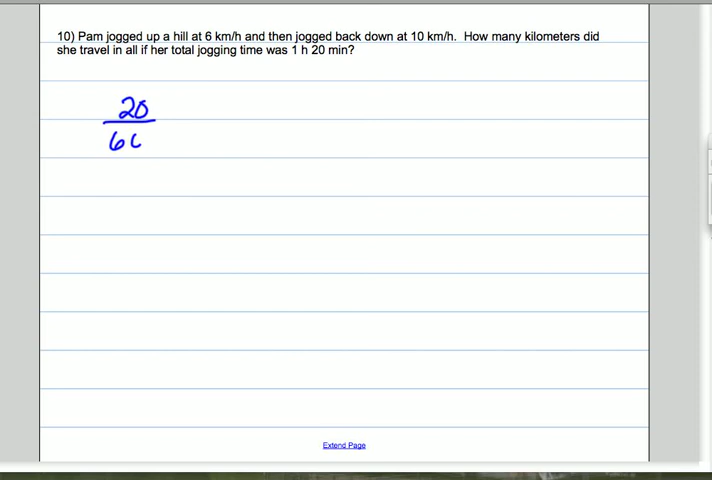 10) Pam jogged up a hill at 6 km/h and then jogged back down at 10 km/h. How many kilometers did
she travel in all if her total jogging time was 1 h 20 min?
20
60
Extend Page